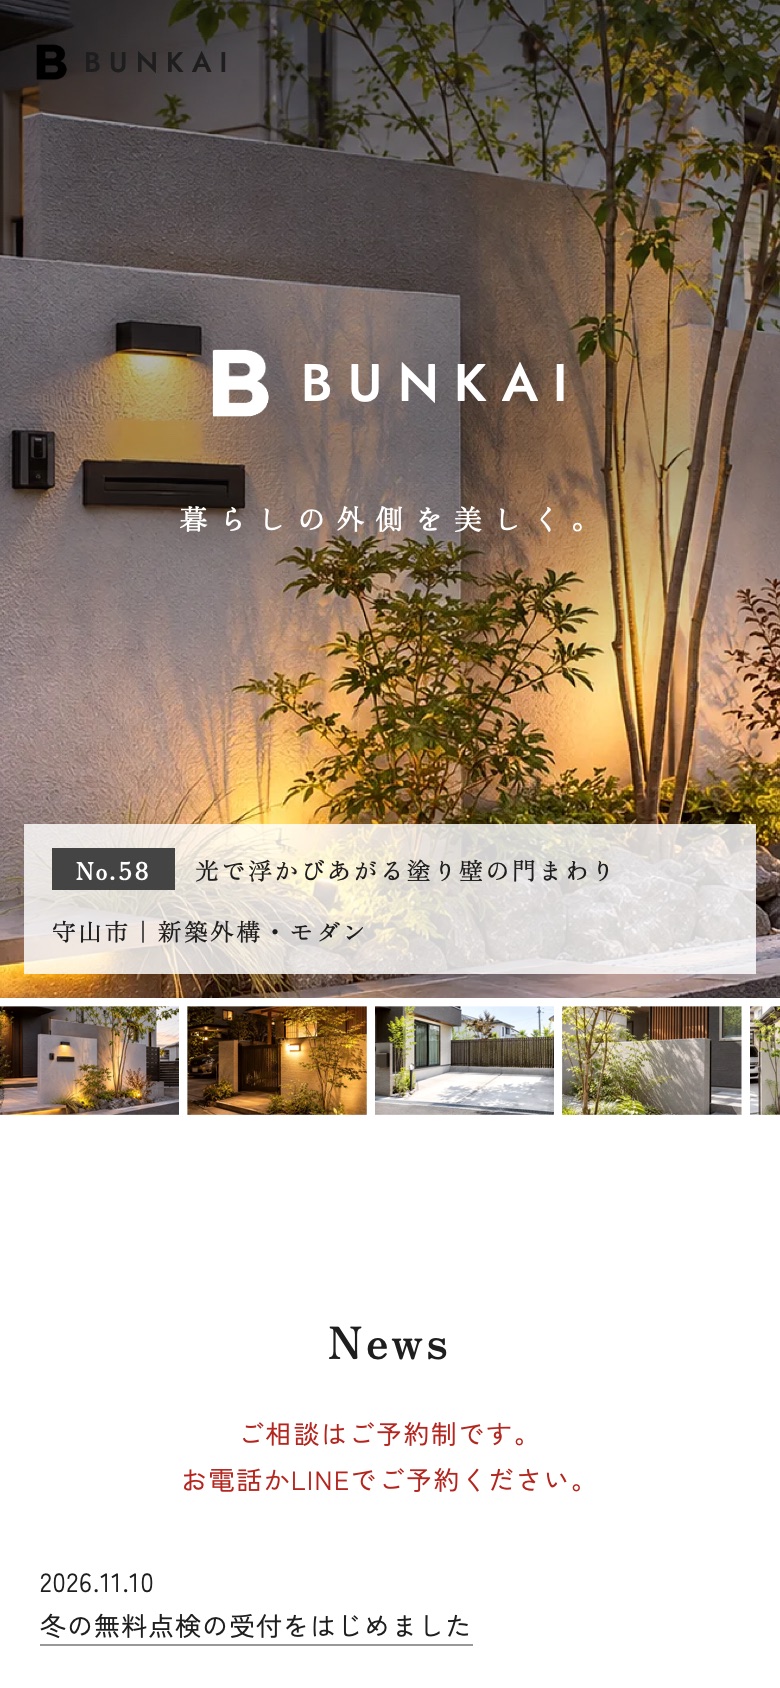 B BUNKAI
B BUNKAI
暮らしの外側を美しく。
No.58 光で浮かびあがる塗り壁の門まわり
守山市｜新築外構・モダン
News
ご相談はご予約制です。
お電話かLINEでご予約ください。
2026.11.10
冬の無料点検の受付をはじめました